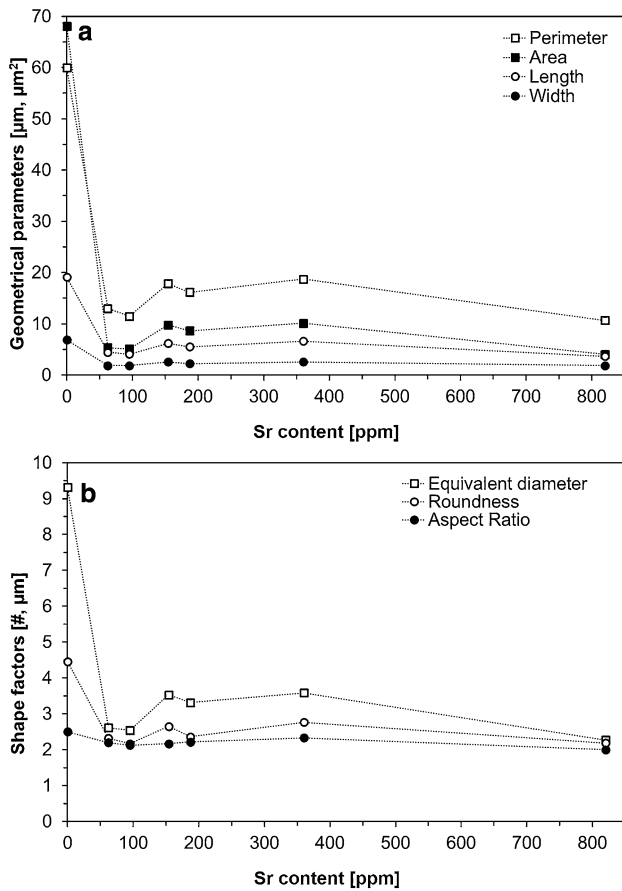 a
Perimeter
Area
Length
Width
Geometrical parameters [µm, µm²]
70
60
50
40
30
20
10
0
0 100 200 300 400 500 600 700 800
Sr content [ppm]
b
Equivalent diameter
Roundness
Aspect Ratio
Shape factors [#, µm]
10
9
8
7
6
5
4
3
2
1
0
0 100 200 300 400 500 600 700 800
Sr content [ppm]